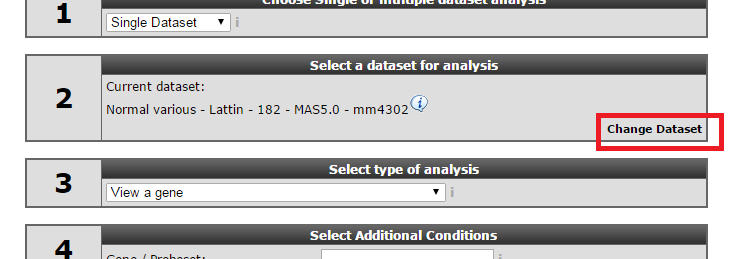 Choose Single or multiple dataset analysis
1
Single Dataset
Select a dataset for analysis
2
Current dataset:
Normal various - Lattin - 182 - MAS5.0 - mm4302
Change Dataset
Select type of analysis
3
View a gene
Select Additional Conditions
4
Gene / Probeset: